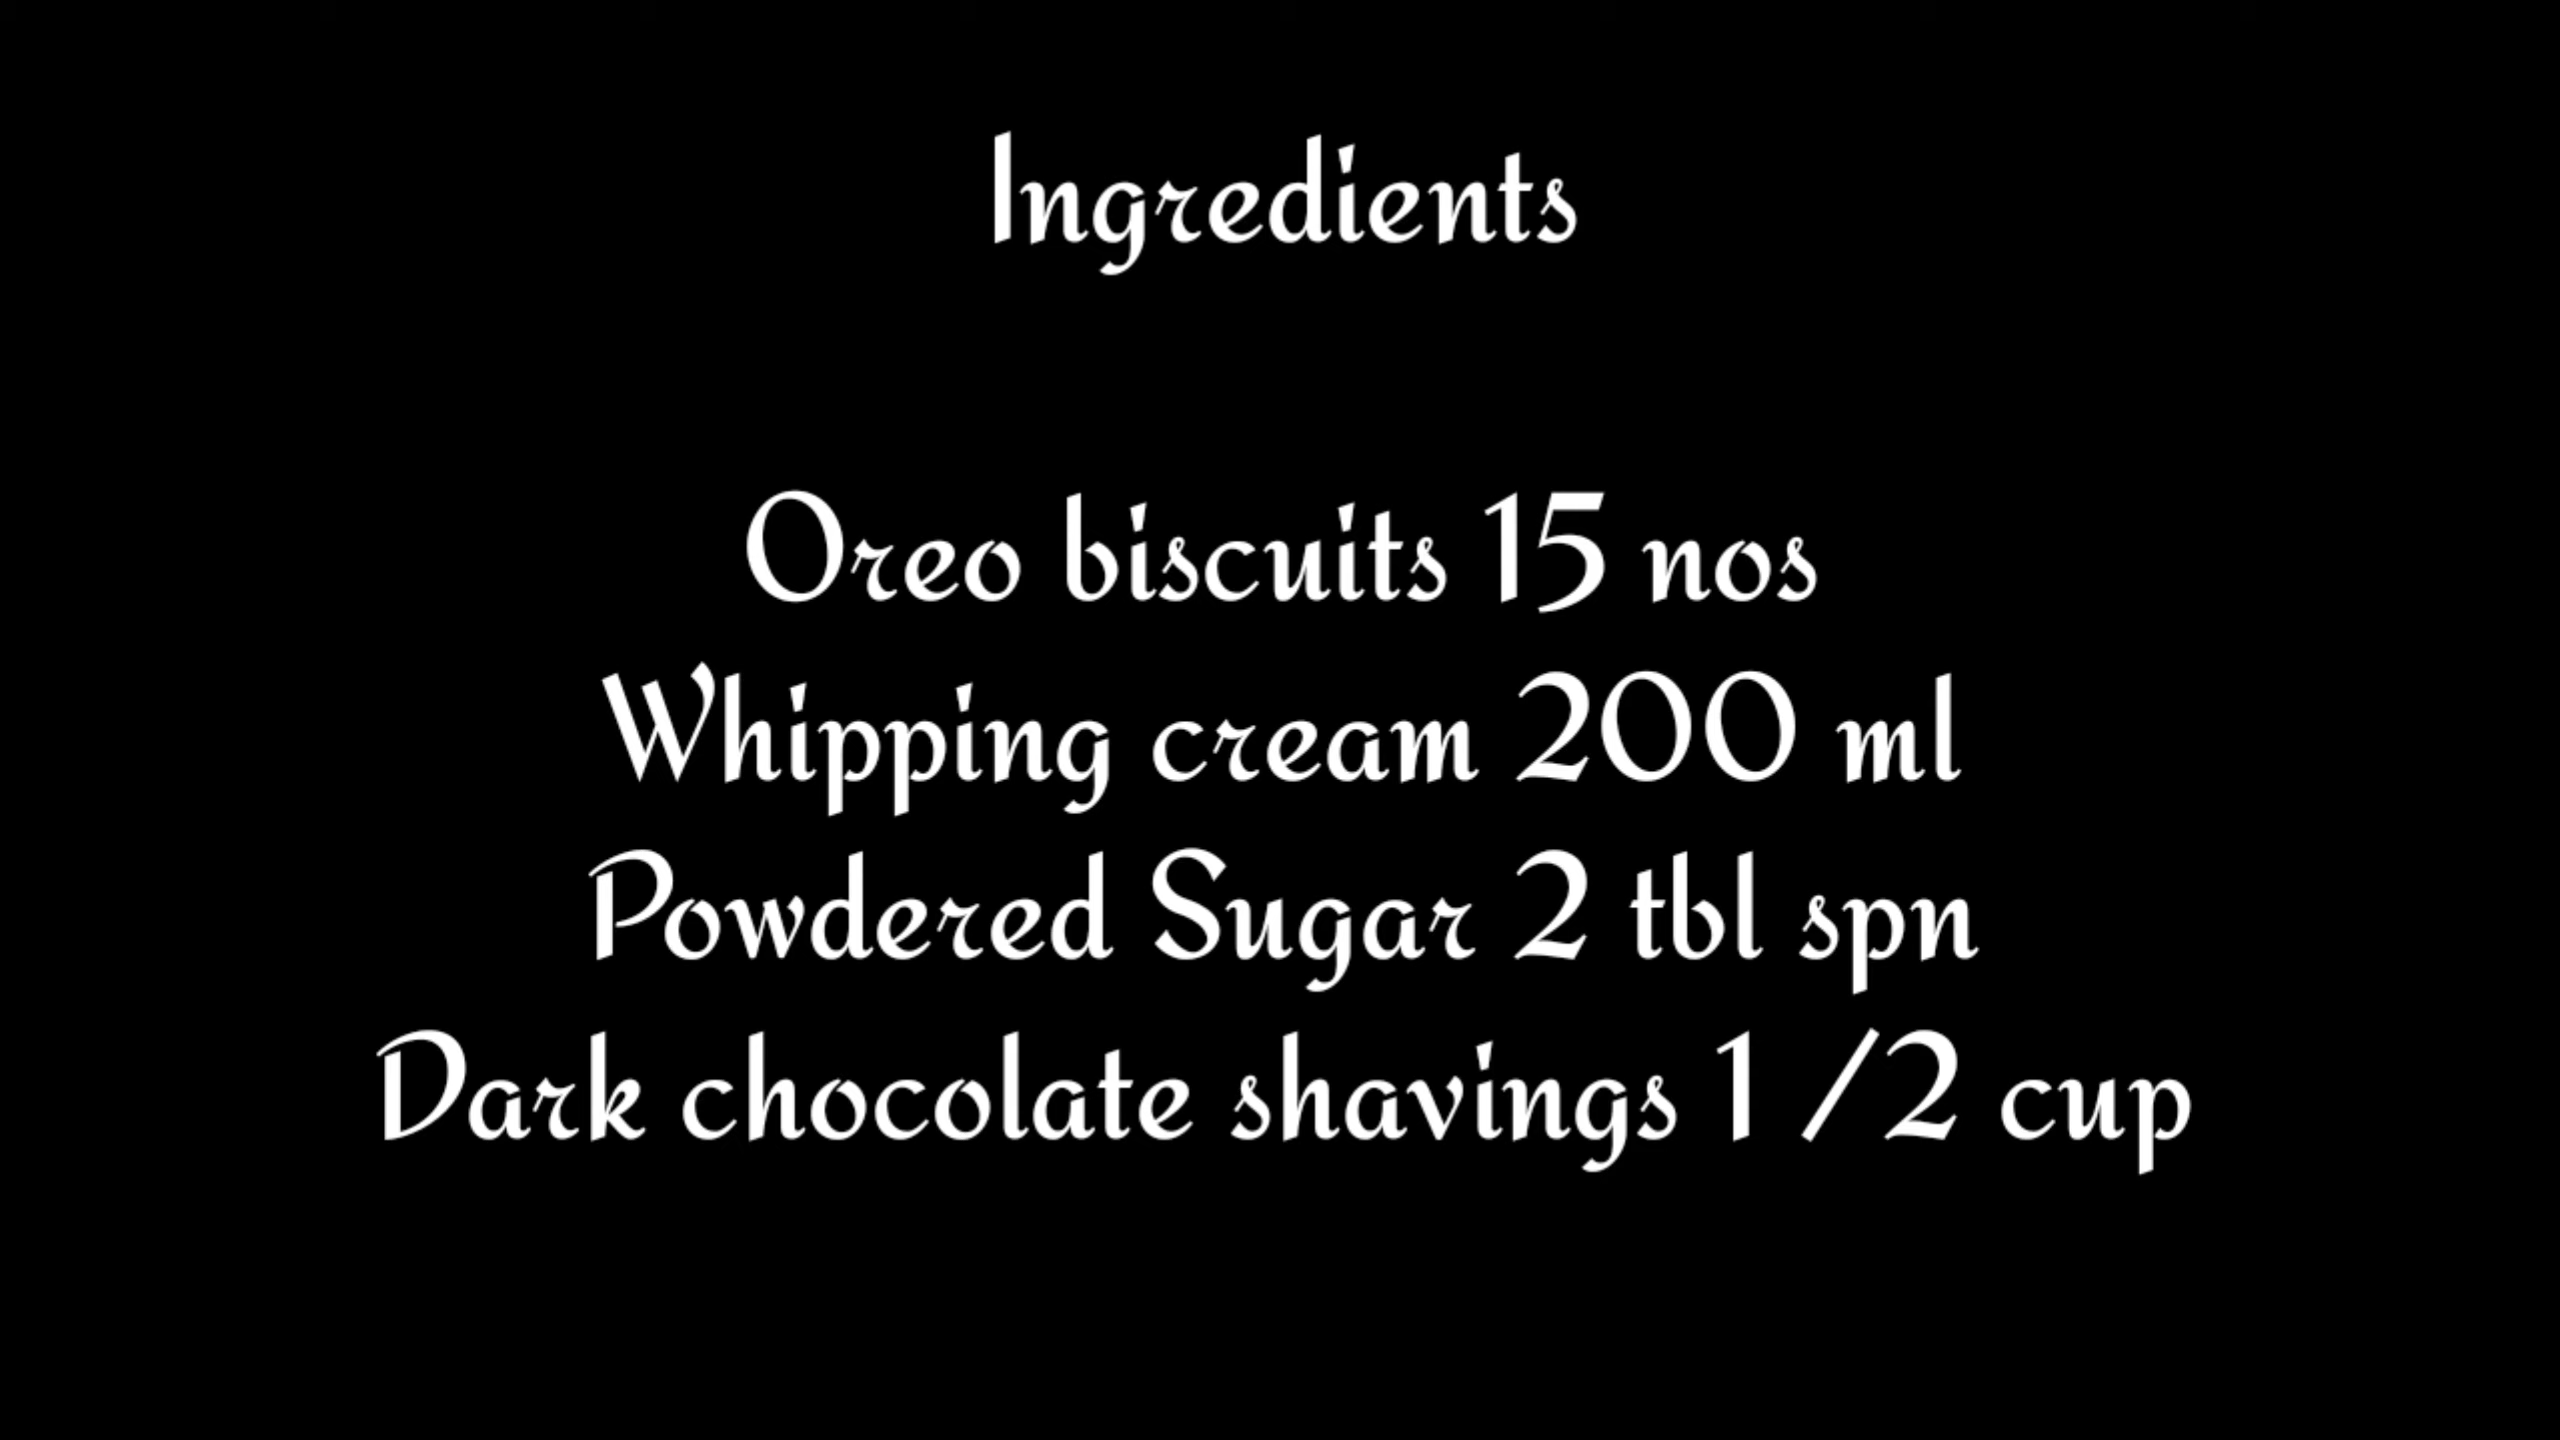 Ingredients
Oreo biscuits 15 nos
Whipping cream 200 ml
Powdered Sugar 2 tbl spn
Dark chocolate shavings 1 /2 cup